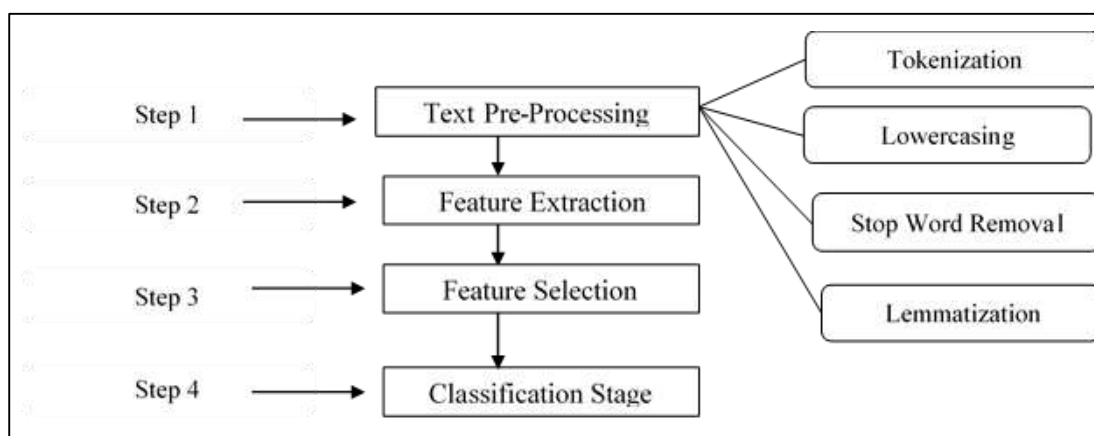 Step 1
Text Pre-Processing
Tokenization
Lowercasing
Stop Word Removal
Lemmatization
Step 2
Feature Extraction
Step 3
Feature Selection
Step 4
Classification Stage